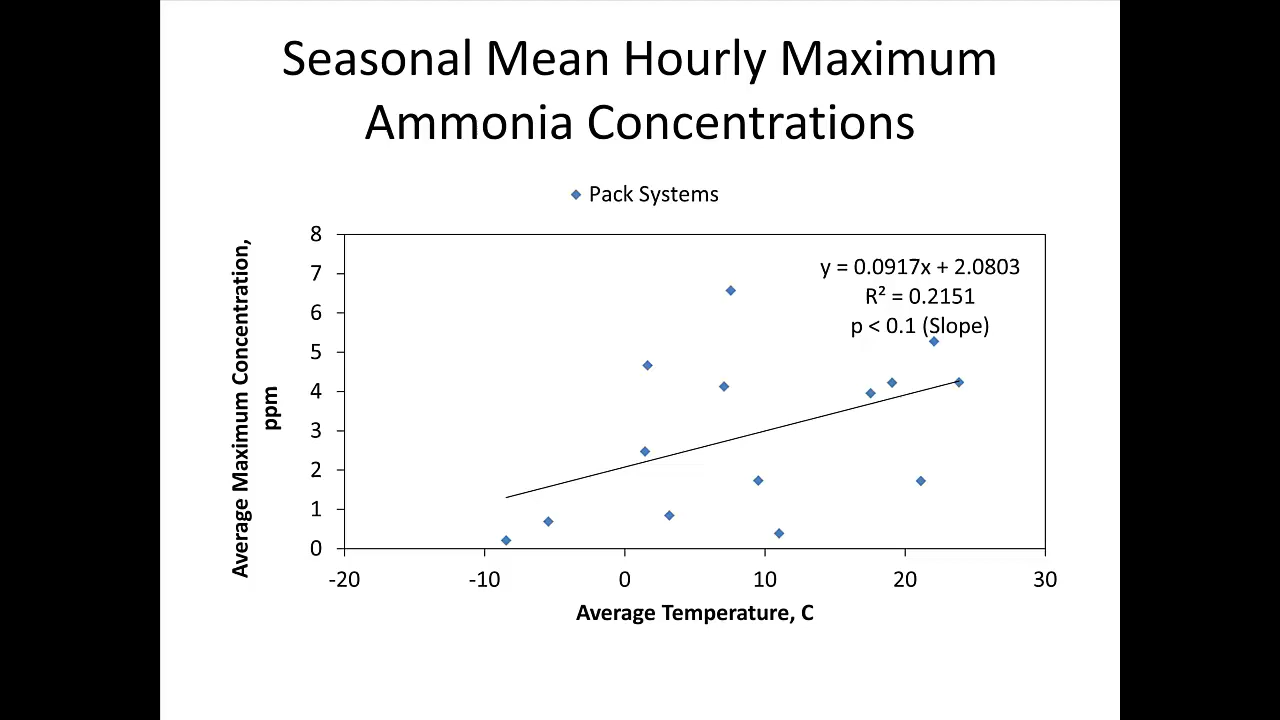 Seasonal Mean Hourly Maximum
Ammonia Concentrations
Pack Systems
Average Maximum Concentration,
ppm
8
7
6
5
4
3
2
1
0
y = 0.0917x + 2.0803
R² = 0.2151
p < 0.1 (Slope)
-20 -10 0 10 20 30
Average Temperature, C